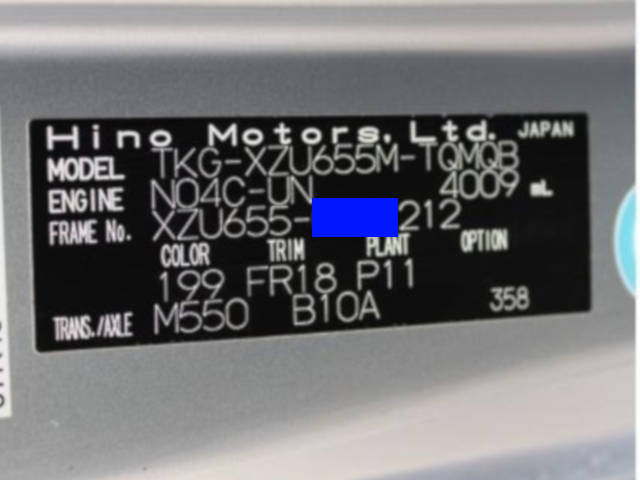 Hino Motors, Ltd. JAPAN
MODEL TKG-XZU655M-TQMQB
ENGINE N04C-UN 4009 mL
FRAME No. XZU655-212
COLOR TRIM PLANT OPTION
199 FR18 P11
TRANS./AXLE M550 B10A 358